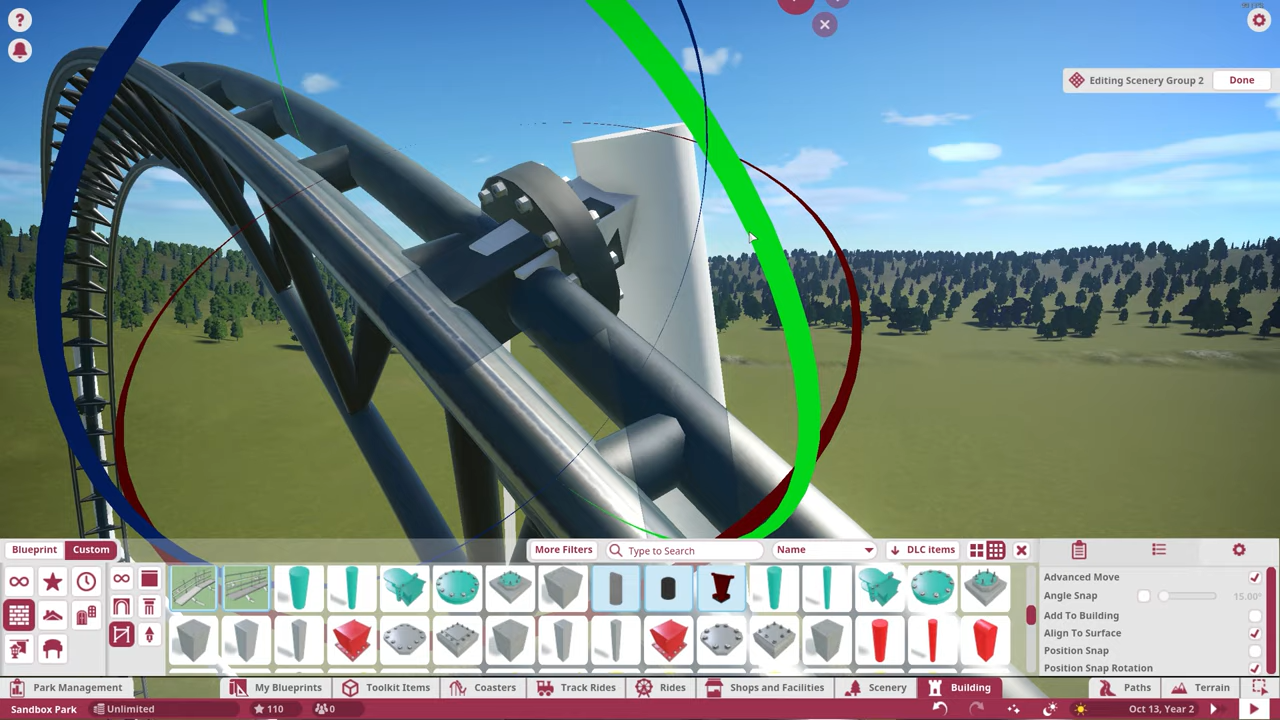 ?
Editing Scenery Group 2 Done
Blueprint Custom More Filters Type to Search Name DLC items
Advanced Move
Angle Snap 15.00°
Add To Building
Align To Surface
Position Snap
Position Snap Rotation
Park Management My Blueprints Toolkit Items Coasters Track Rides Rides Shops and Facilities Scenery Building Paths Terrain
Sandbox Park Unlimited 110 0 Oct 13, Year 2